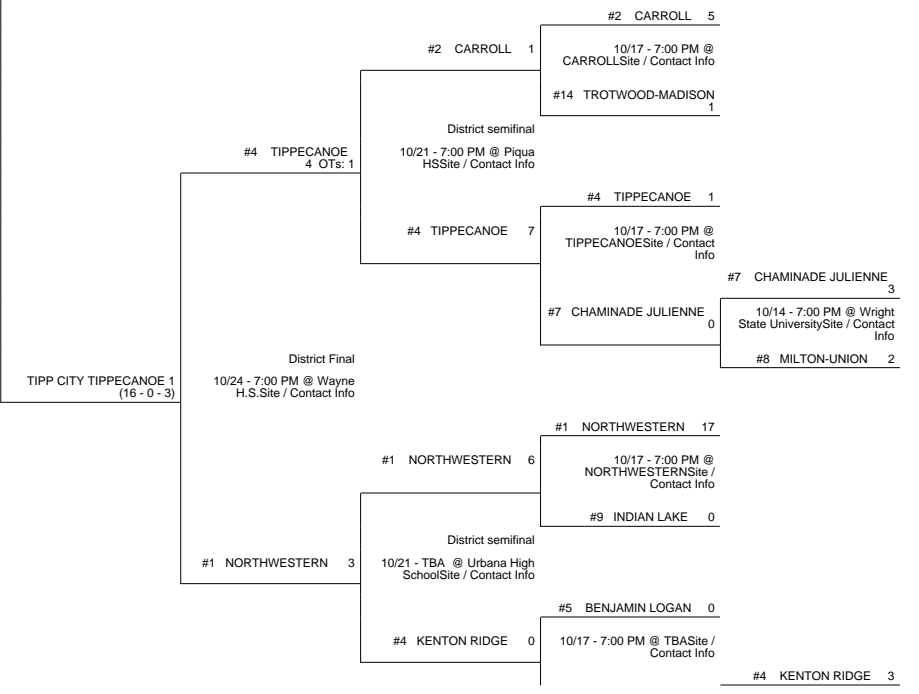 #2 CARROLL 5
#2 CARROLL 1
10/17 - 7:00 PM @
CARROLLSite / Contact Info
#14 TROTWOOD-MADISON
1
District semifinal
#4 TIPPECANOE
4 OTs: 1
10/21 - 7:00 PM @ Piqua
HSSite / Contact Info
#4 TIPPECANOE 1
#4 TIPPECANOE 7
10/17 - 7:00 PM @
TIPPECANOESite / Contact
Info
#7 CHAMINADE JULIENNE
3
#7 CHAMINADE JULIENNE
0
10/14 - 7:00 PM @ Wright
State UniversitySite / Contact
Info
#8 MILTON-UNION 2
District Final
TIPP CITY TIPPECANOE 1
(16 - 0 - 3)
10/24 - 7:00 PM @ Wayne
H.S.Site / Contact Info
#1 NORTHWESTERN 17
#1 NORTHWESTERN 6
10/17 - 7:00 PM @
NORTHWESTERNSite /
Contact Info
#9 INDIAN LAKE 0
District semifinal
#1 NORTHWESTERN 3
10/21 - TBA @ Urbana High
SchoolSite / Contact Info
#5 BENJAMIN LOGAN 0
#4 KENTON RIDGE 0
10/17 - 7:00 PM @ TBASite /
Contact Info
#4 KENTON RIDGE 3